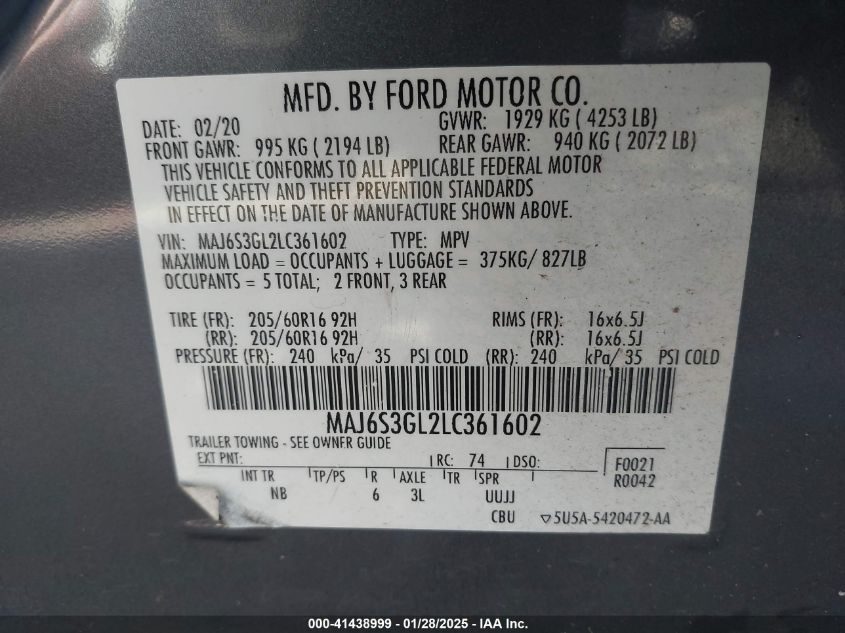 MFD. BY FORD MOTOR CO.
DATE: 02/20 GVWR: 1929 KG ( 4253 LB)
FRONT GAWR: 995 KG ( 2194 LB) REAR GAWR: 940 KG ( 2072 LB)
THIS VEHICLE CONFORMS TO ALL APPLICABLE FEDERAL MOTOR
VEHICLE SAFETY AND THEFT PREVENTION STANDARDS
IN EFFECT ON THE DATE OF MANUFACTURE SHOWN ABOVE.
VIN: MAJ6S3GL2LC361602 TYPE: MPV
MAXIMUM LOAD = OCCUPANTS + LUGGAGE = 375KG/ 827LB
OCCUPANTS = 5 TOTAL; 2 FRONT, 3 REAR
TIRE (FR): 205/60R16 92H RIMS (FR): 16x6.5J
(RR): 205/60R16 92H (RR): 16x6.5J
PRESSURE (FR): 240 kPa/ 35 PSI COLD (RR): 240 kPa/ 35 PSI COLD
MAJ6S3GL2LC361602
TRAILER TOWING - SEE OWNER GUIDE
EXT PNT: RC: 74 DSO: F0021
INT TR TP/PS R AXLE TR SPR R0042
NB 6 3L UUJJ
CBU ▽5U5A-5420472-AA
000-41438999 - 01/28/2025 - IAA Inc.